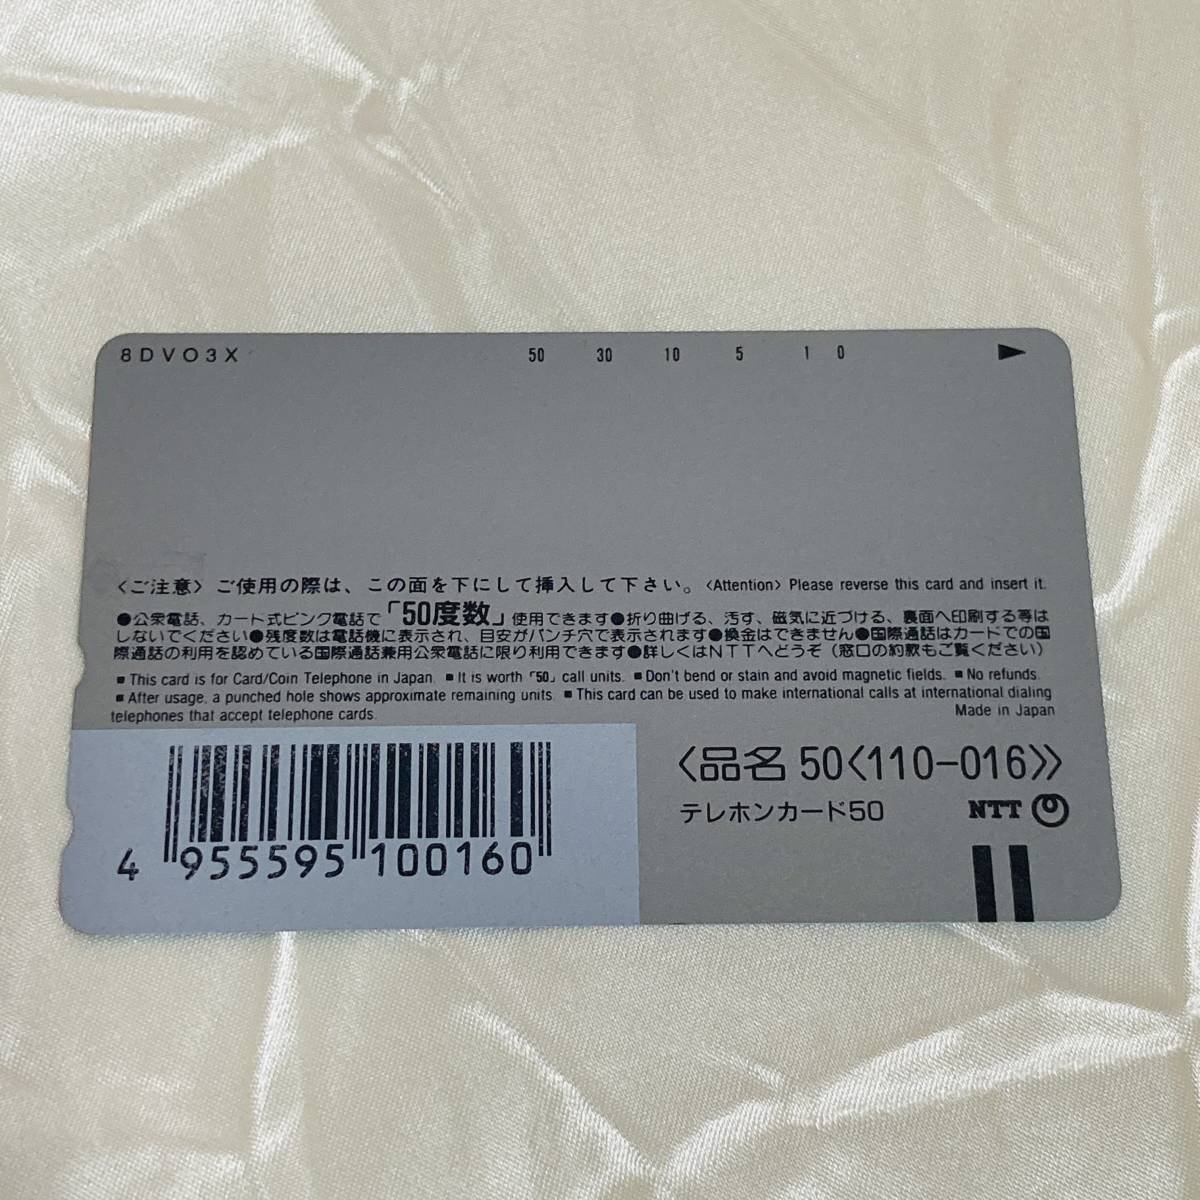 8DV03X 50 30 10 5 1 0
〈ご注意〉ご使用の際は、この面を下にして挿入して下さい。〈Attention〉 Please reverse this card and insert it.
●公衆電話、カード式ピンク電話で「50度数」使用できます●折り曲げる、汚す、磁気に近づける、裏面へ印刷する等は
しないでください●残度数は電話機に表示され、目安がパンチ穴で表示されます●換金はできません●国際通話はカードでの国
際通話の利用を認めている国際通話兼用公衆電話に限り利用できます●詳しくはNTTへどうぞ(窓口の約款もご覧ください)
■This card is for Card/Coin Telephone in Japan. ■It is worth「50」call units. ■Don't bend or stain and avoid magnetic fields. ■No refunds.
■After usage, a punched hole shows approximate remaining units. ■This card can be used to make international calls at international dialing
telephones that accept telephone cards. Made in Japan
〈品名 50〈110-016〉〉
テレホンカード50 NTT
4 955595 100160